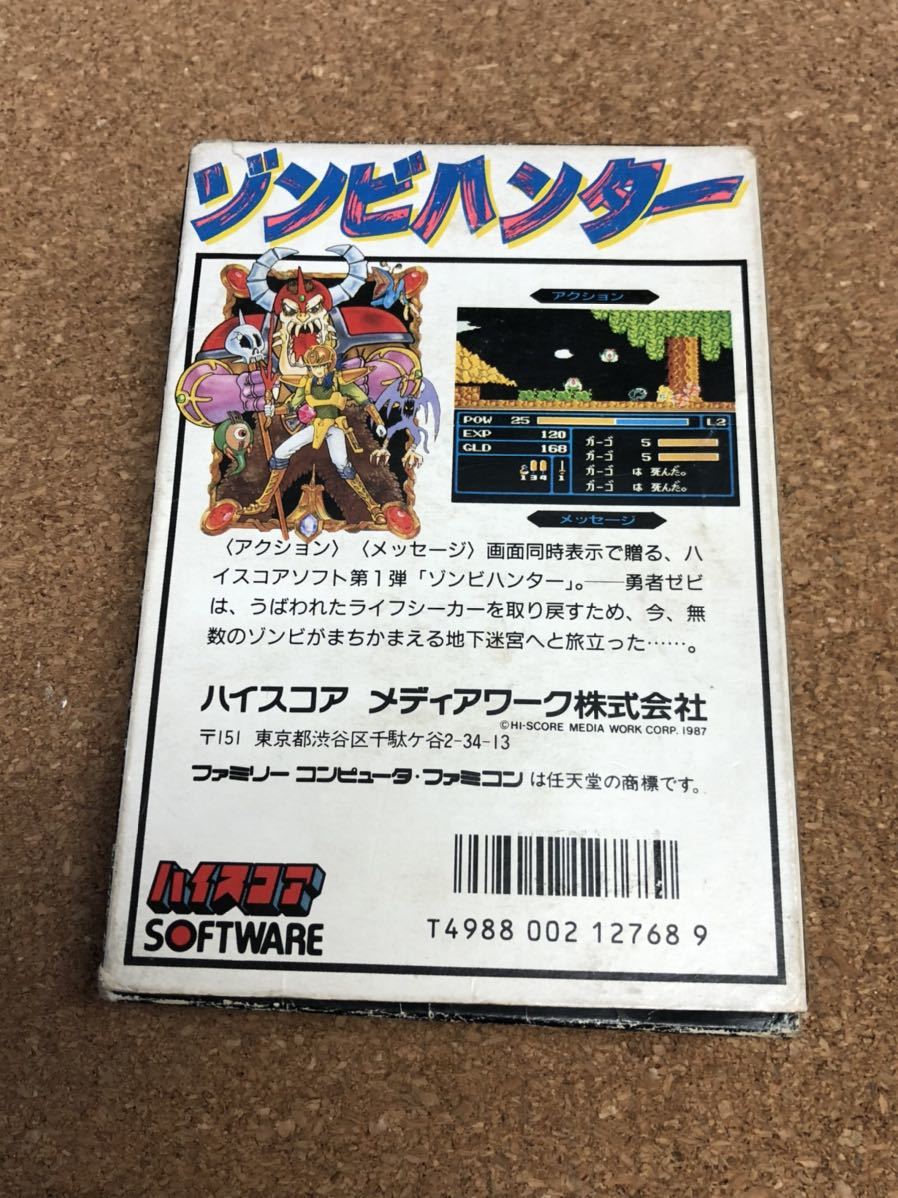 ゾンビハンター
アクション
POW 25 L2
EXP 120
GLD 168
ガーゴ 5
ガーゴ 5
ガーゴ は 死んだ。
ガーゴ は 死んだ。
134 1
メッセージ
〈アクション〉〈メッセージ〉画面同時表示で贈る、ハ
イスコアソフト第1弾「ゾンビハンター」。――勇者ゼビ
は、うばわれたライフシーカーを取り戻すため、今、無
数のゾンビがまちかまえる地下迷宮へと旅立った……。
ハイスコア メディアワーク株式会社
©HI-SCORE MEDIA WORK CORP. 1987
〒151 東京都渋谷区千駄ケ谷2-34-13
ファミリー コンピュータ・ファミコン は任天堂の商標です。
ハイスコア
SOFTWARE
T4988 002 12768 9